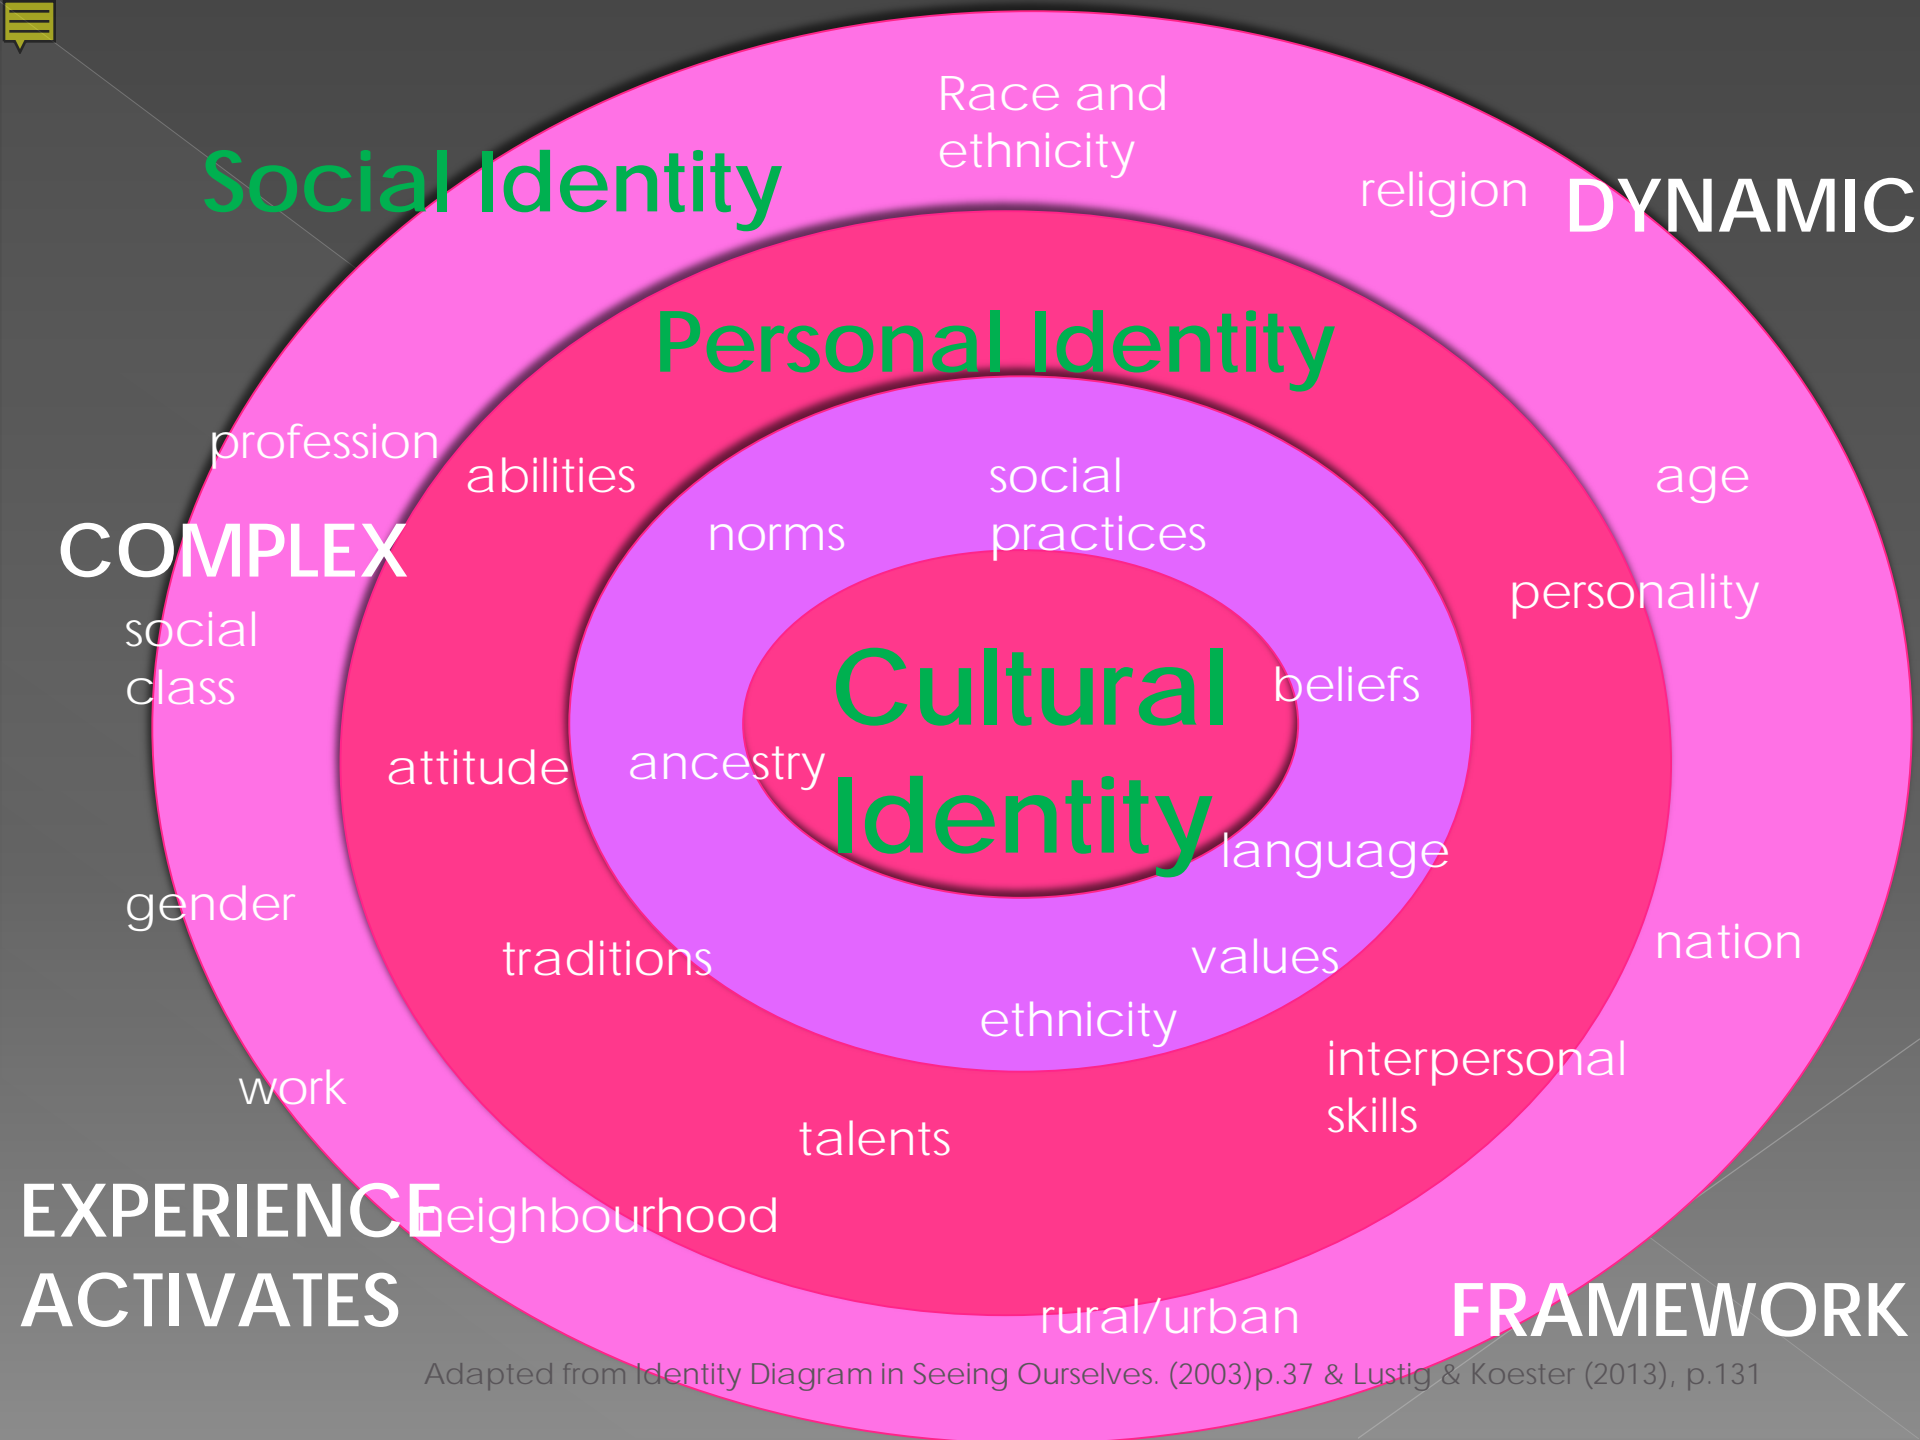 Race and
ethnicity
Social Identity
religion
DYNAMIC
Personal Identity
profession
abilities
social
practices
age
norms
COMPLEX
personality
social
class
Cultural
Identity
beliefs
attitude
ancestry
language
gender
traditions
values
nation
ethnicity
interpersonal
skills
work
talents
EXPERIENCE
ACTIVATES
neighbourhood
rural/urban
FRAMEWORK
Adapted from Identity Diagram in Seeing Ourselves. (2003)p.37 & Lustig & Koester (2013), p.131